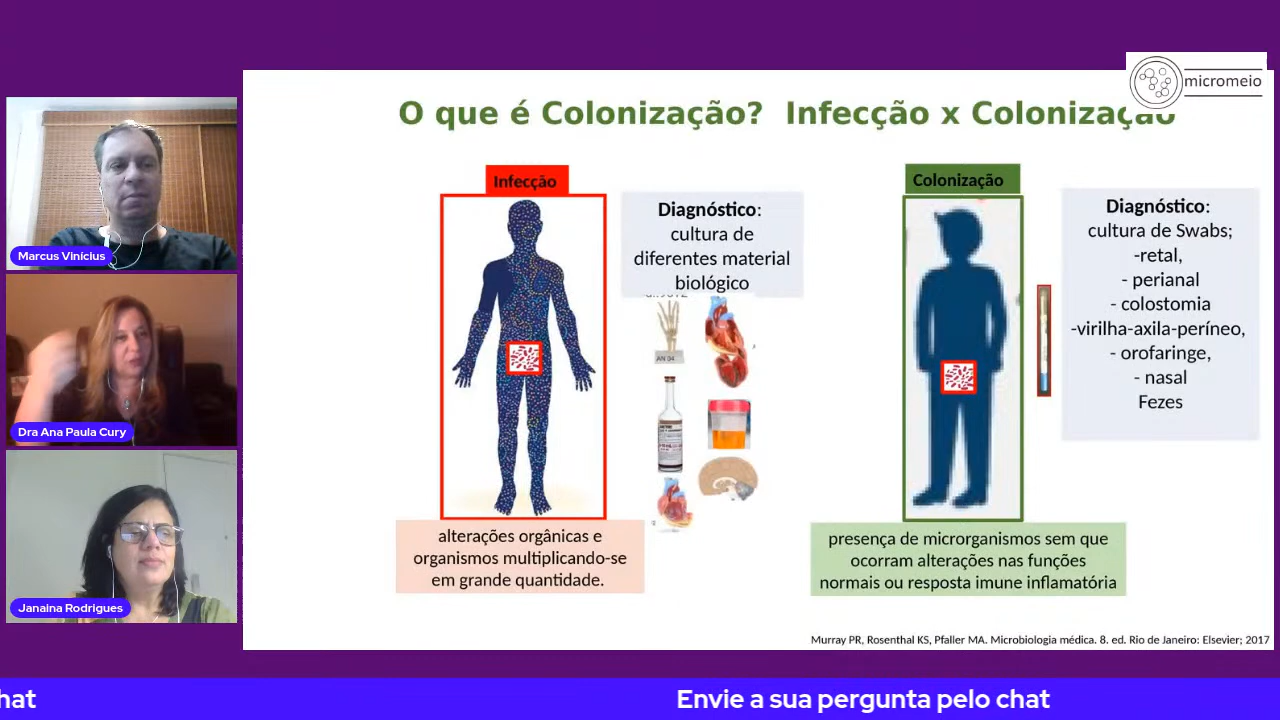 micromeio
O que é Colonização? Infecção x Colonização
Infecção
Diagnóstico:
cultura de
diferentes material
biológico
AN 04
alterações orgânicas e
organismos multiplicando-se
em grande quantidade.
Colonização
Diagnóstico:
cultura de Swabs;
-retal,
- perianal
- colostomia
-virilha-axila-períneo,
- orofaringe,
- nasal
Fezes
presença de microrganismos sem que
ocorram alterações nas funções
normais ou resposta imune inflamatória
Murray PR, Rosenthal KS, Pfaller MA. Microbiologia médica. 8. ed. Rio de Janeiro: Elsevier; 2017
Marcus Vinícius
Dra Ana Paula Cury
Janaina Rodrigues
hat
Envie a sua pergunta pelo chat